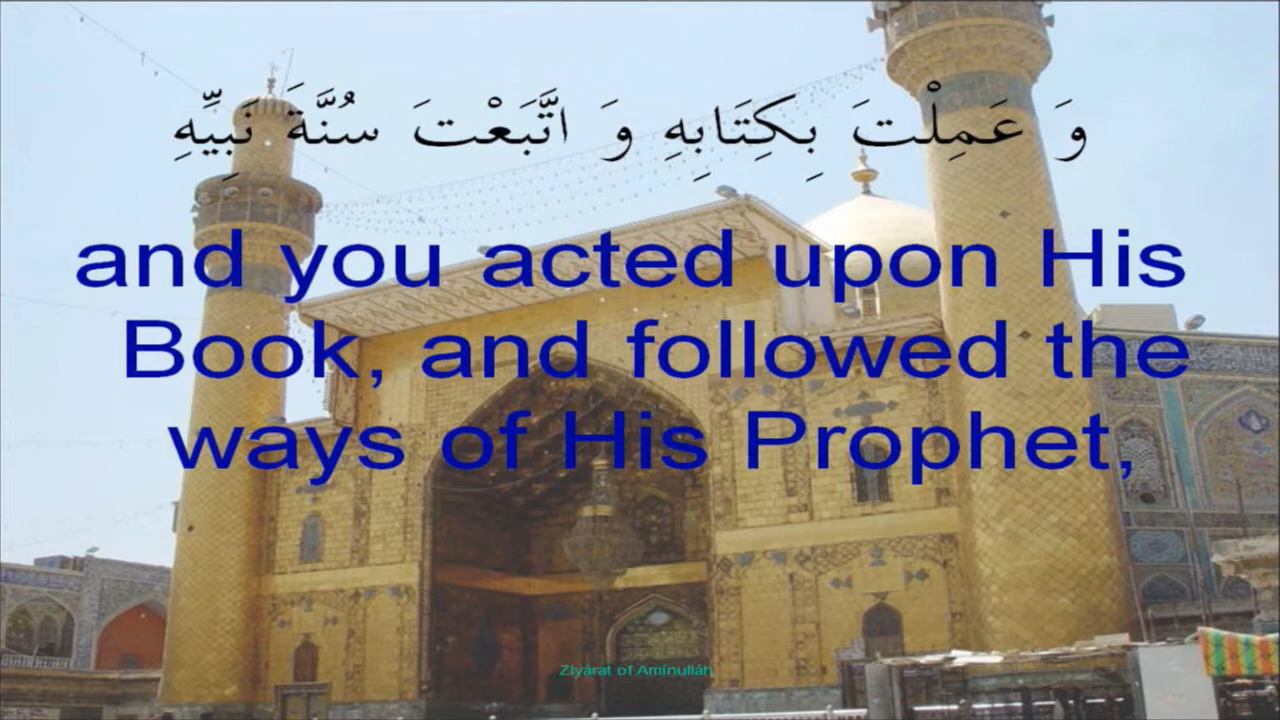 وَ عَمِلْتَ بِكِتَابِهِ وَ اتَّبَعْتَ سُنَّةَ نَبِيِّهِ
and you acted upon His
Book, and followed the
ways of His Prophet,
Ziyárat of Amínulláh